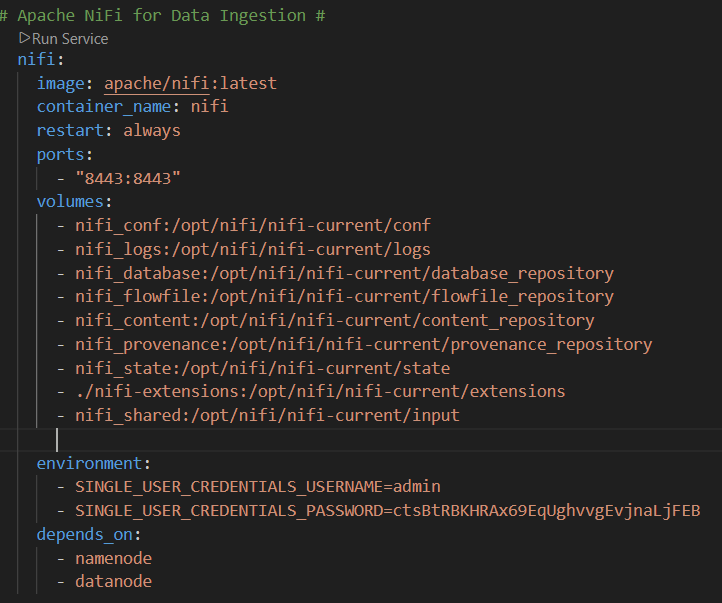 # Apache NiFi for Data Ingestion #
Run Service
nifi:
image: apache/nifi:latest
container_name: nifi
restart: always
ports:
- "8443:8443"
volumes:
- nifi_conf:/opt/nifi/nifi-current/conf
- nifi_logs:/opt/nifi/nifi-current/logs
- nifi_database:/opt/nifi/nifi-current/database_repository
- nifi_flowfile:/opt/nifi/nifi-current/flowfile_repository
- nifi_content:/opt/nifi/nifi-current/content_repository
- nifi_provenance:/opt/nifi/nifi-current/provenance_repository
- nifi_state:/opt/nifi/nifi-current/state
- ./nifi-extensions:/opt/nifi/nifi-current/extensions
- nifi_shared:/opt/nifi/nifi-current/input
environment:
- SINGLE_USER_CREDENTIALS_USERNAME=admin
- SINGLE_USER_CREDENTIALS_PASSWORD=ctsBtRBKHRAx69EqUghvvgEvjnaLjFEB
depends_on:
- namenode
- datanode